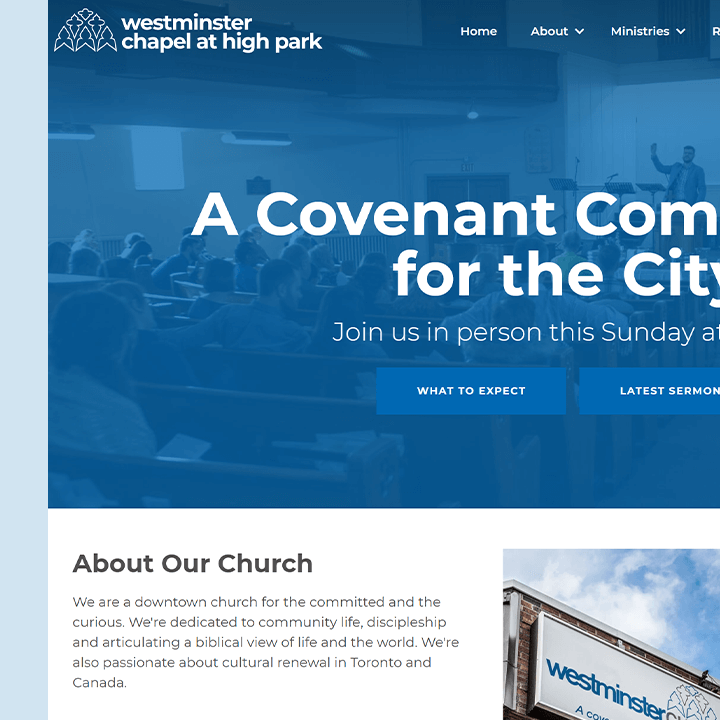 westminster
chapel at high park
Home About Ministries R
A Covenant Com
for the City
Join us in person this Sunday at
WHAT TO EXPECT LATEST SERMON
About Our Church
We are a downtown church for the committed and the
curious. We're dedicated to community life, discipleship
and articulating a biblical view of life and the world. We're
also passionate about cultural renewal in Toronto and
Canada.
westminster
A cov